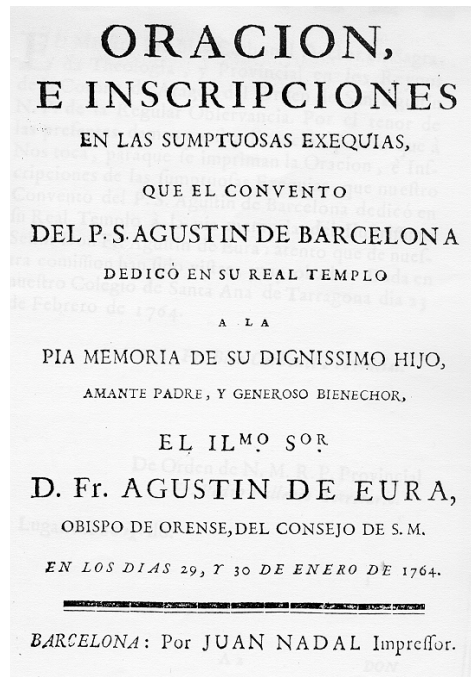 ORACION,
E INSCRIPCIONES
EN LAS SUMPTUOSAS EXEQUIAS,
QUE EL CONVENTO
DEL P. S. AGUSTIN DE BARCELONA
DEDICÒ EN SU REAL TEMPLO
A LA
PIA MEMORIA DE SU DIGNISSIMO HIJO,
AMANTE PADRE, Y GENEROSO BIENECHOR,
EL IL.MO SOR.
D. Fr. AGUSTIN DE EURA,
OBISPO DE ORENSE, DEL CONSEJO DE S. M.
EN LOS DIAS 29, Y 30 DE ENERO DE 1764.
BARCELONA: Por JUAN NADAL Impreſſor.